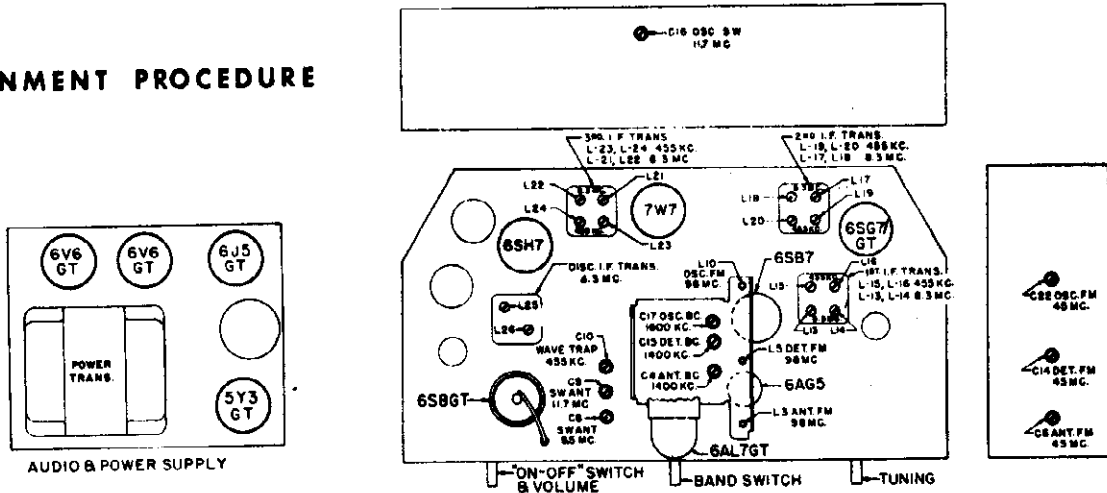 NMENT PROCEDURE
C16 OSC SW
11.7 MC
3RD. I.F. TRANS.
L-23, L-24 455 KC.
L-21, L22 8.3 MC.
2ND I.F. TRANS.
L-19, L-20 455 KC.
L-17, L18 8.3 MC.
L22
L21
L24
L23
7W7
L18
L17
L19
L20
6SG7
GT
6SH7
6SB7
L10
OSC. FM
98 MC.
L16
1ST. I.F. TRANS.
L-15, L-16 455 KC.
L-13, L-14 8.3 MC.
L15
L13
L14
DISC. I.F. TRANS.
8.3 MC.
L25
L26
C17 OSC. BC.
1600 KC.
C15 DET. BC.
1400 KC.
C4 ANT. BC.
1400 KC.
L5 DET. FM
98 MC.
6AG5
L3 ANT. FM
98 MC.
C10
WAVE TRAP
455 KC.
C9
SW ANT
11.7 MC
SW ANT
9.5 MC.
6S8GT
6AL7GT
"ON-OFF" SWITCH
& VOLUME
BAND SWITCH
TUNING
6V6
GT
6V6
GT
6J5
GT
POWER
TRANS.
5Y3
GT
AUDIO & POWER SUPPLY
C22 OSC. FM
45 MC.
C14 DET. FM
45 MC.
ANT. FM
45 MC.